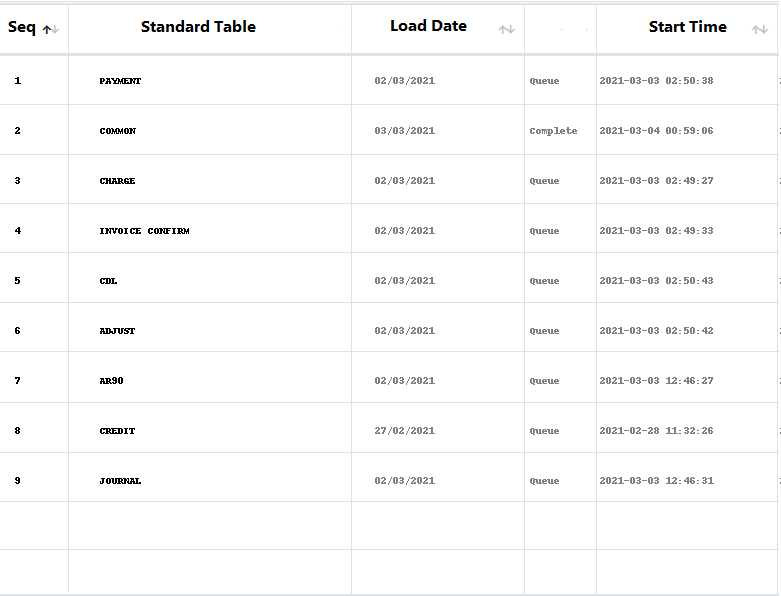 Seq Standard Table Load Date Start Time
1 PAYMENT 02/03/2021 Queue 2021-03-03 02:50:38
2 COMMON 03/03/2021 Complete 2021-03-04 00:59:06
3 CHARGE 02/03/2021 Queue 2021-03-03 02:49:27
4 INVOICE CONFIRM 02/03/2021 Queue 2021-03-03 02:49:33
5 CDL 02/03/2021 Queue 2021-03-03 02:50:43
6 ADJUST 02/03/2021 Queue 2021-03-03 02:50:42
7 AR90 02/03/2021 Queue 2021-03-03 12:46:27
8 CREDIT 27/02/2021 Queue 2021-02-28 11:32:26
9 JOURNAL 02/03/2021 Queue 2021-03-03 12:46:31